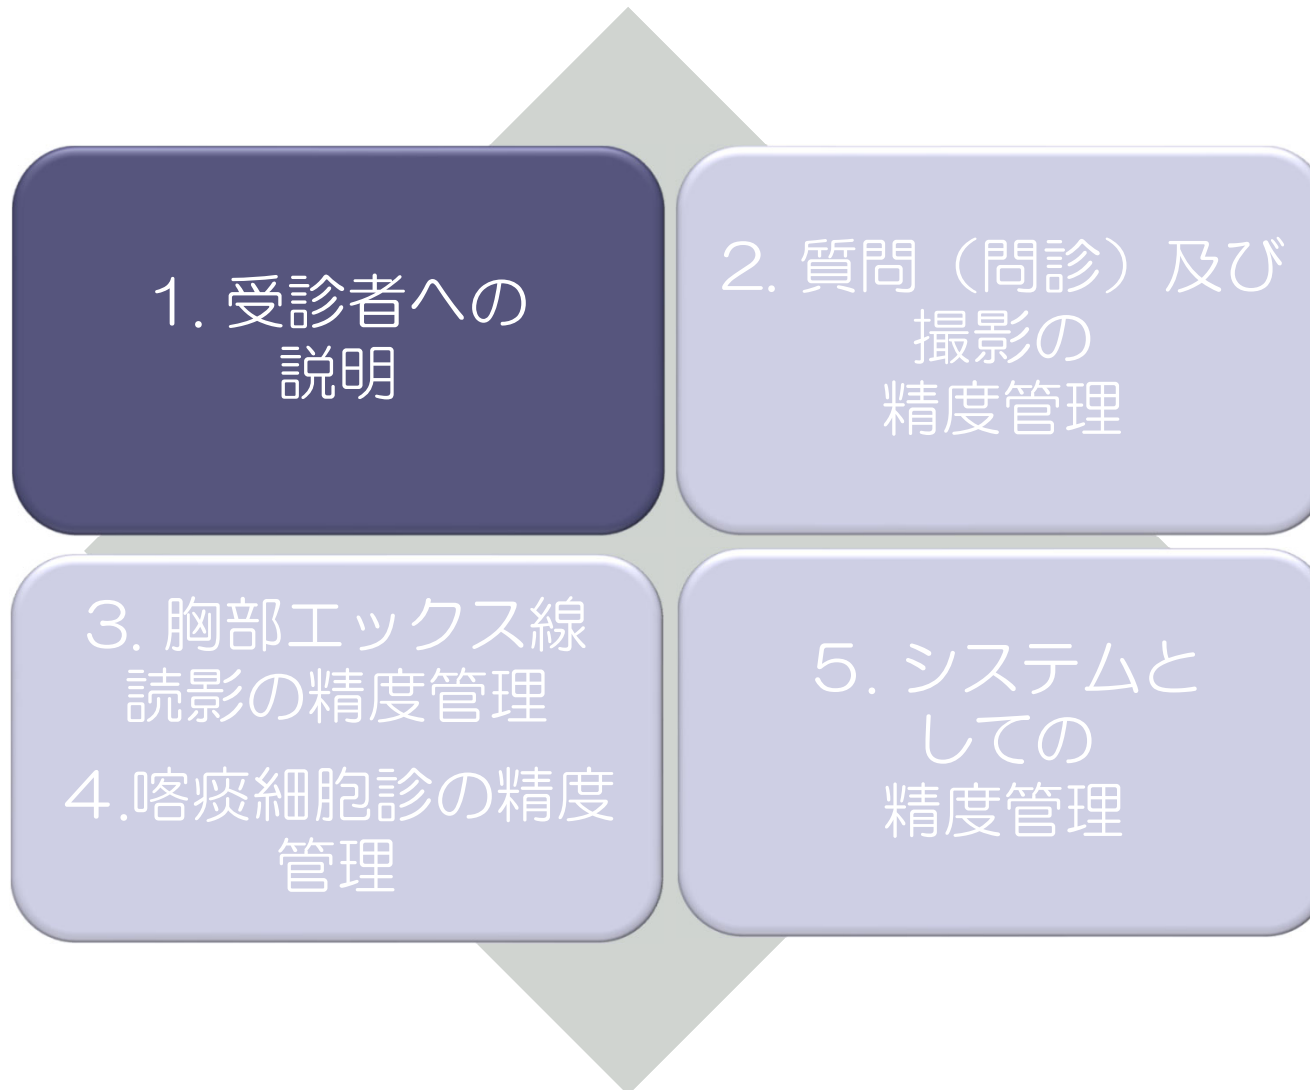 1. 受診者への
説明
2. 質問（問診）及び
撮影の
精度管理
3. 胸部エックス線
読影の精度管理
4.喀痰細胞診の精度
管理
5. システムと
しての
精度管理